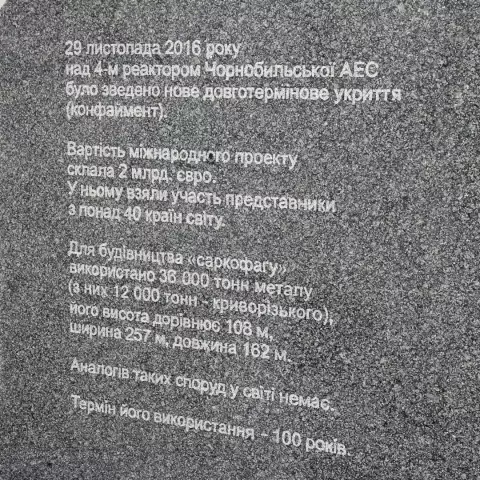 29 листопада 2016 року
над 4-м реактором Чорнобильської АЕС
було зведено нове довготермінове укриття
(конфаймент).
Вартість міжнародного проекту
склала 2 млрд. євро.
У ньому взяли участь представники
з понад 40 країн світу.
Для будівництва «саркофагу»
використано 36 000 тонн металу
(з них 12 000 тонн - криворізького),
його висота дорівнює 108 м,
ширина 257 м, довжина 162 м.
Аналогів таких споруд у світі немає.
Термін його використання - 100 років.